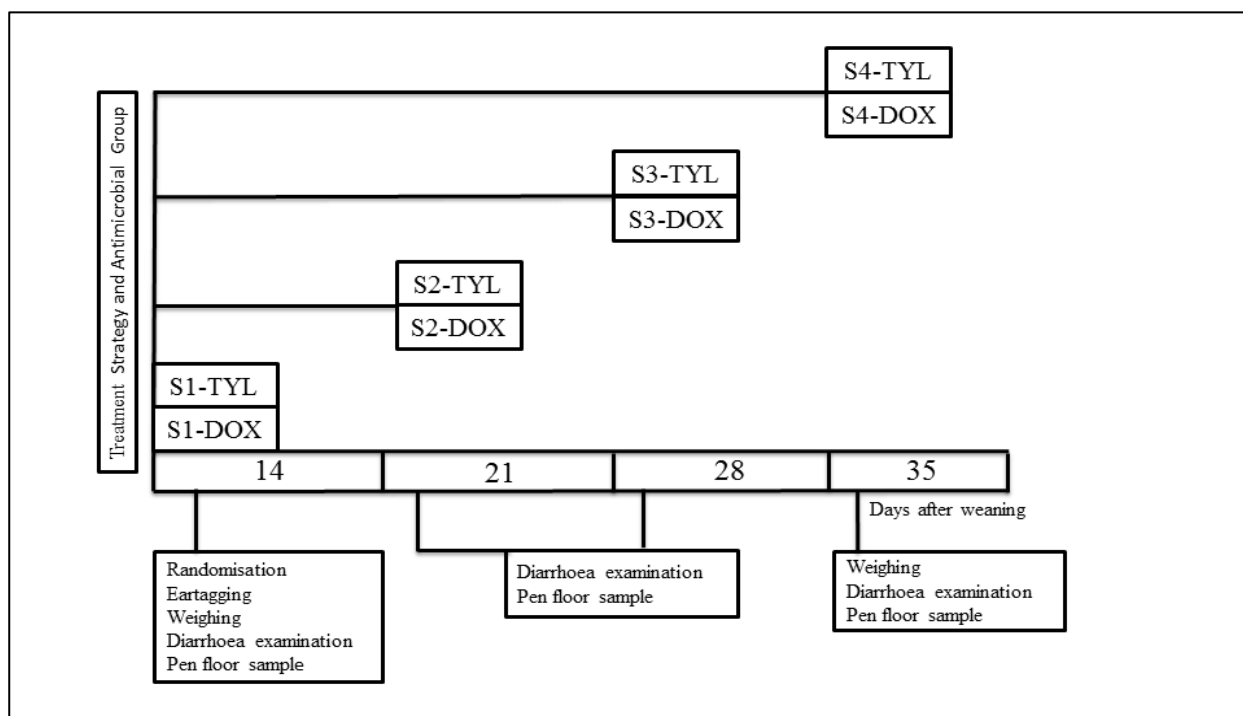 Treatment Strategy and Antimicrobial Group
S4-TYL
S4-DOX
S3-TYL
S3-DOX
S2-TYL
S2-DOX
S1-TYL
S1-DOX
14 21 28 35
Days after weaning
Randomisation
Eartagging
Weighing
Diarrhoea examination
Pen floor sample
Diarrhoea examination
Pen floor sample
Weighing
Diarrhoea examination
Pen floor sample